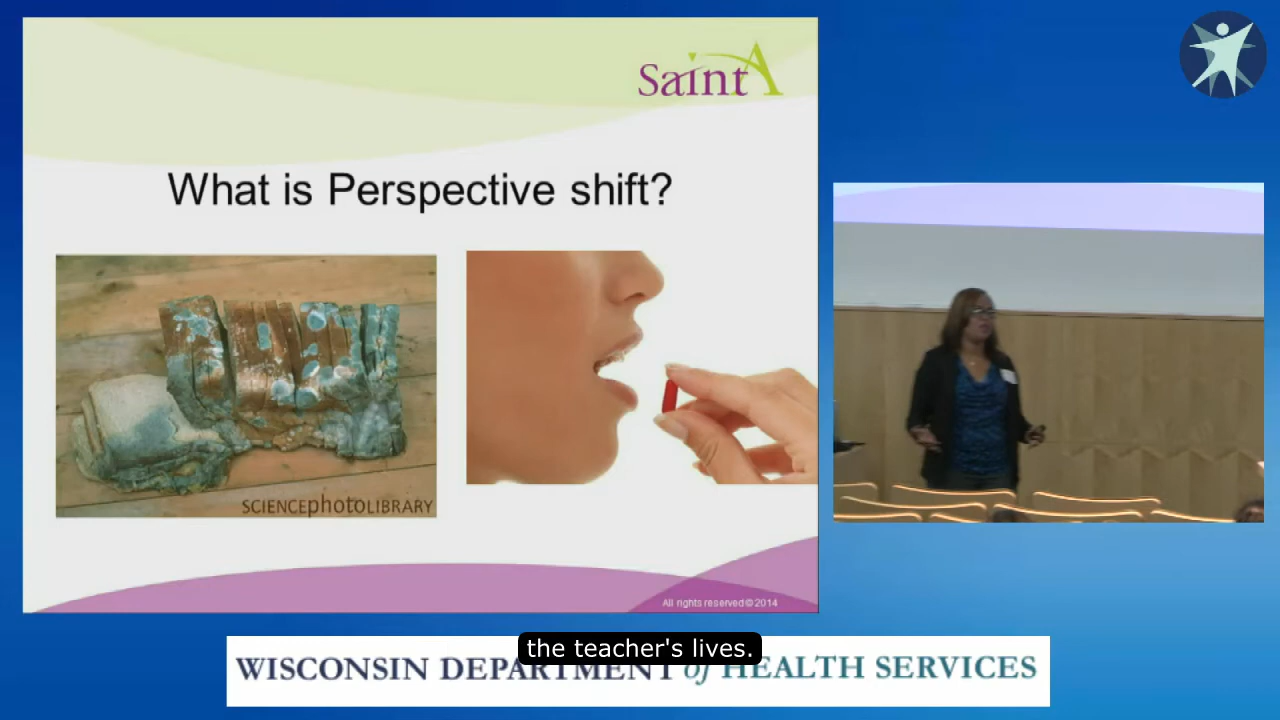 SaintA
What is Perspective shift?
SCIENCEphotoLIBRARY
All rights reserved©2014
the teacher's lives.
WISCONSIN DEPARTMENT of HEALTH SERVICES